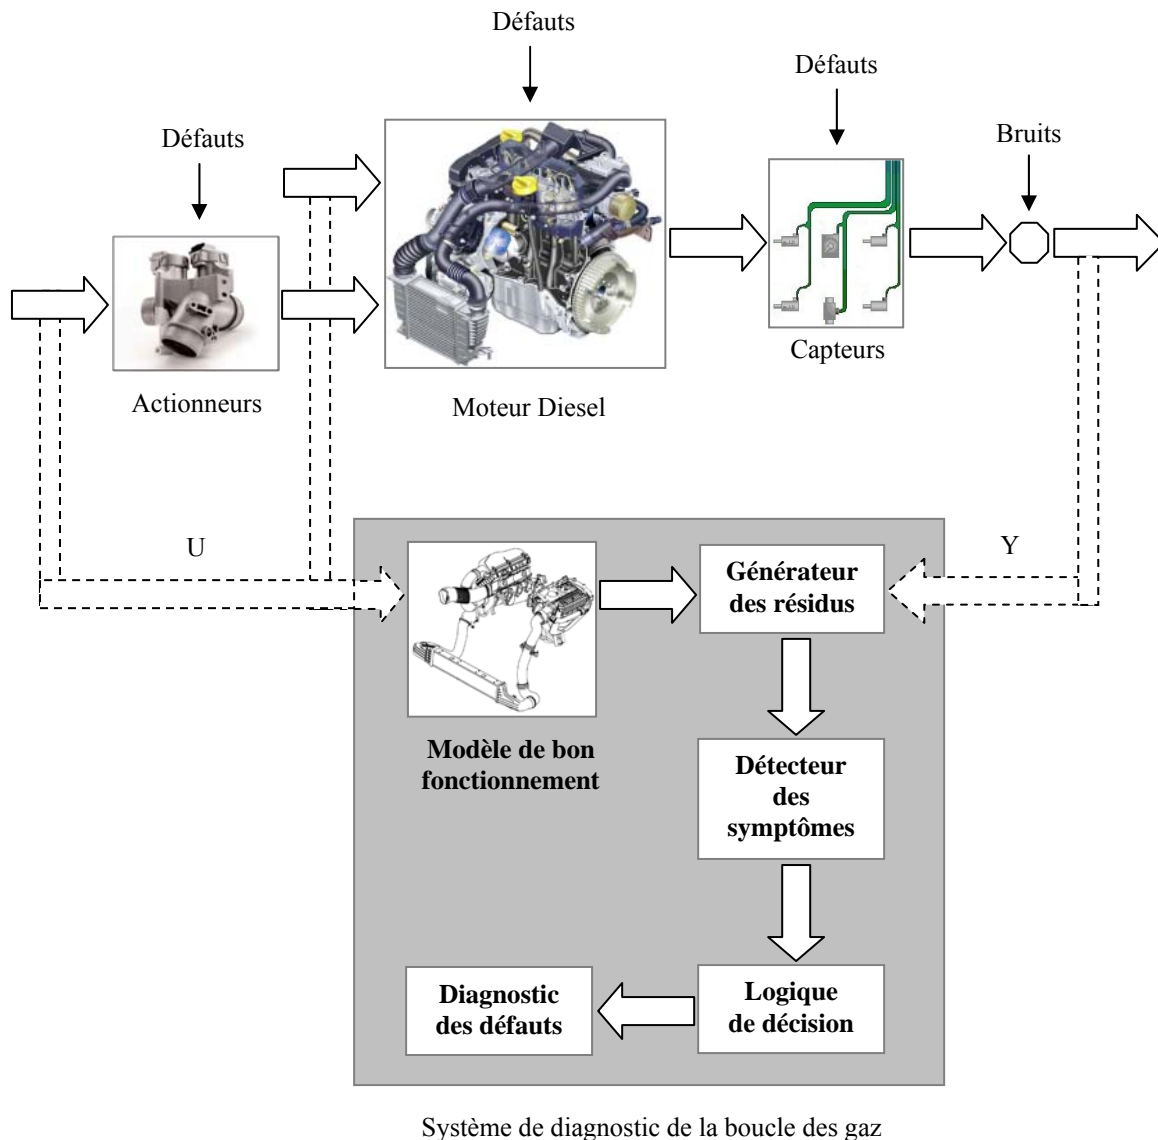 Défauts
Défauts
Défauts
Bruits
Actionneurs
Moteur Diesel
Capteurs
U
Y
Générateur
des résidus
Modèle de bon
fonctionnement
Détecteur
des
symptômes
Diagnostic
des défauts
Logique
de décision
Système de diagnostic de la boucle des gaz